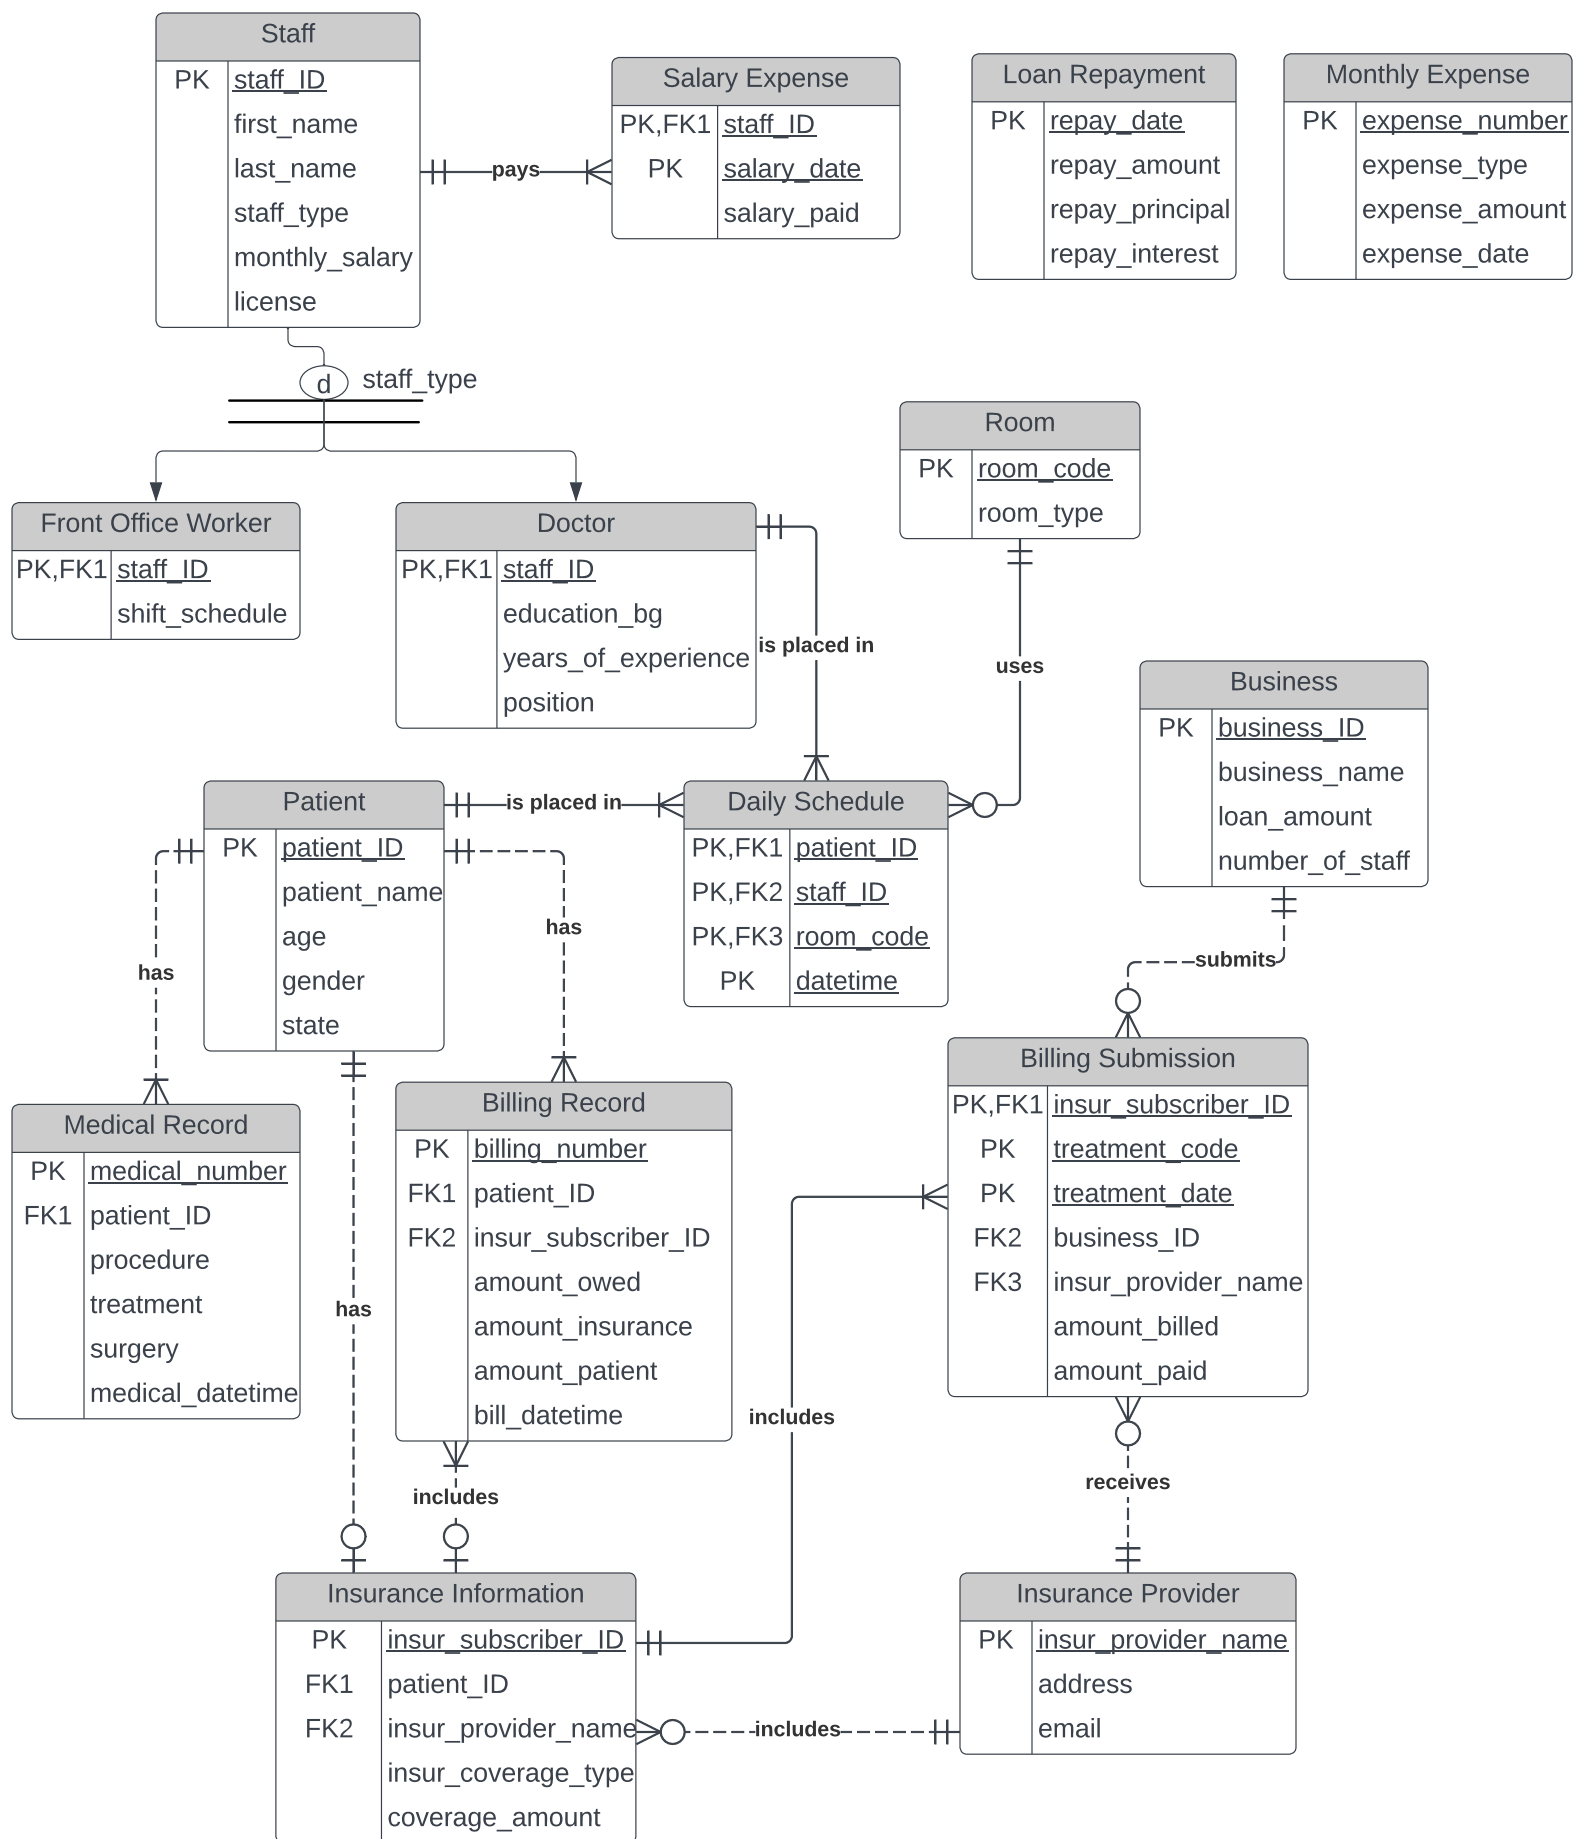 Staff
PK staff_ID
first_name
last_name
staff_type
monthly_salary
license
pays
Salary Expense
PK,FK1 staff_ID
PK salary_date
salary_paid
Loan Repayment
PK repay_date
repay_amount
repay_principal
repay_interest
Monthly Expense
PK expense_number
expense_type
expense_amount
expense_date
d staff_type
Front Office Worker
PK,FK1 staff_ID
shift_schedule
Doctor
PK,FK1 staff_ID
education_bg
years_of_experience
position
is placed in
Room
PK room_code
room_type
uses
Business
PK business_ID
business_name
loan_amount
number_of_staff
submits
Patient
PK patient_ID
patient_name
age
gender
state
is placed in
Daily Schedule
PK,FK1 patient_ID
PK,FK2 staff_ID
PK,FK3 room_code
PK datetime
has
has
has
Medical Record
PK medical_number
FK1 patient_ID
procedure
treatment
surgery
medical_datetime
Billing Record
PK billing_number
FK1 patient_ID
FK2 insur_subscriber_ID
amount_owed
amount_insurance
amount_patient
bill_datetime
includes
includes
Billing Submission
PK,FK1 insur_subscriber_ID
PK treatment_code
PK treatment_date
FK2 business_ID
FK3 insur_provider_name
amount_billed
amount_paid
receives
Insurance Information
PK insur_subscriber_ID
FK1 patient_ID
FK2 insur_provider_name
insur_coverage_type
coverage_amount
includes
Insurance Provider
PK insur_provider_name
address
email